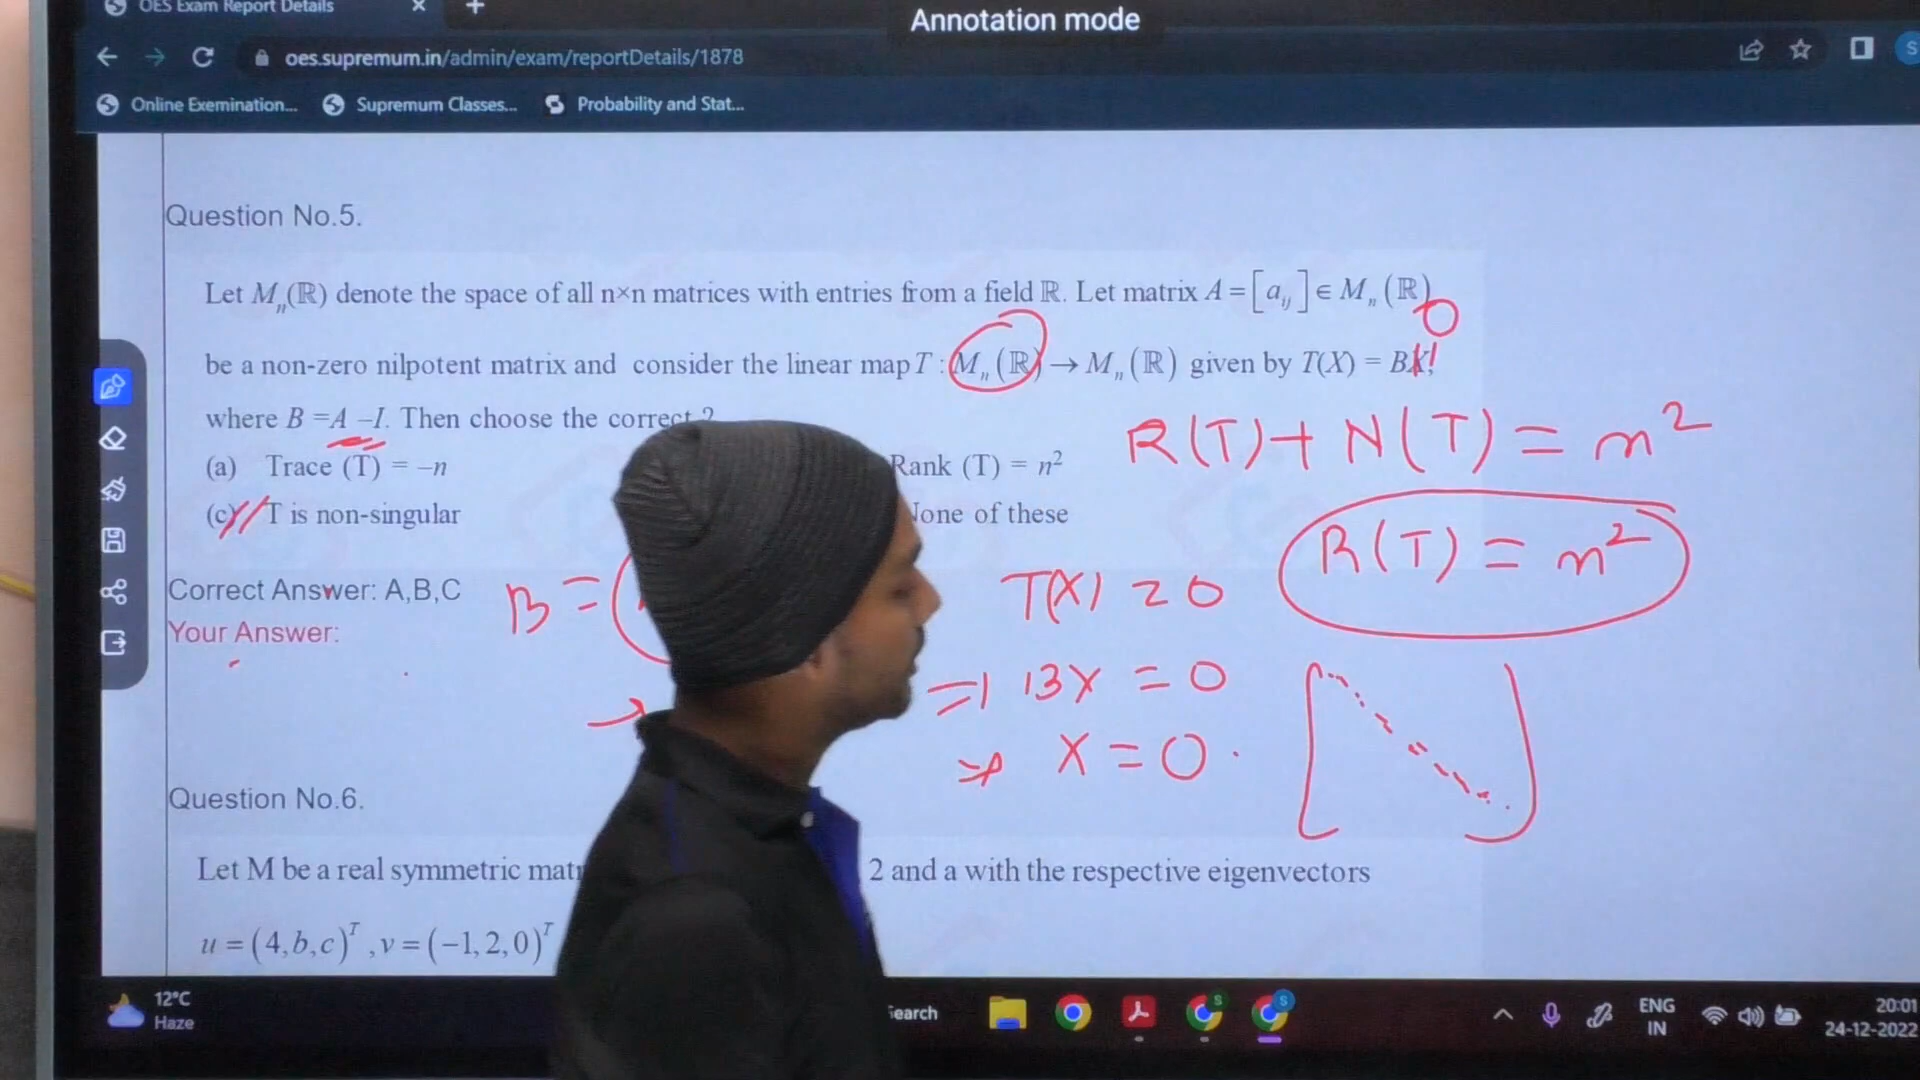 Annotation mode
OES Exam Report Details
oes.supremum.in/admin/exam/reportDetails/1878
Online Exemination... Supremum Classes... Probability and Stat...
Question No.5.
Let Mₙ(ℝ) denote the space of all n×n matrices with entries from a field ℝ. Let matrix A = [aᵢⱼ] ∈ Mₙ(ℝ)
be a non-zero nilpotent matrix and consider the linear map T : Mₙ(ℝ) → Mₙ(ℝ) given by T(X) = BX,
where B =A –I. Then choose the correct ?
(a) Trace (T) = –n
Rank (T) = n²
(c) T is non-singular
None of these
R(T) + N(T) = n²
R(T) = n²
Correct Answer: A,B,C
Your Answer:
B =
T(X) = 0
⇒ BX = 0
⇒ X = 0
Question No.6.
Let M be a real symmetric 2 and a with the respective eigenvectors
u = (4,b,c)ᵀ ,v = (−1,2,0)ᵀ
12°C
Haze
earch
ENG
IN
20:01
24-12-2022